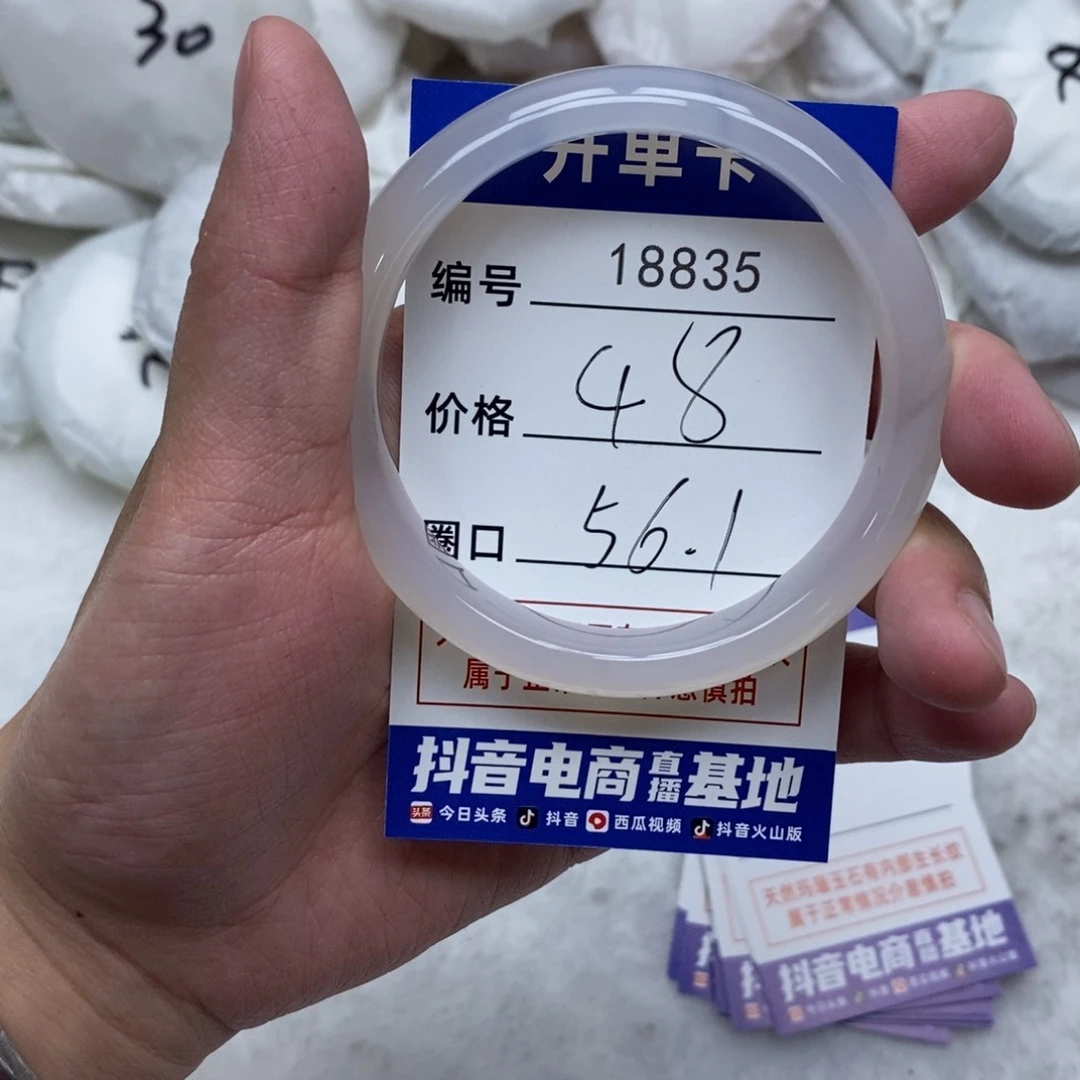 30
开单卡
编号 18835
价格 48
圈口 56.1
属于正 慎拍
抖音电商直播基地
今日头条 抖音 西瓜视频 抖音火山版
天然玛瑙玉石有内部生长纹
属于正常情况介意慎拍
抖音电商直播基地